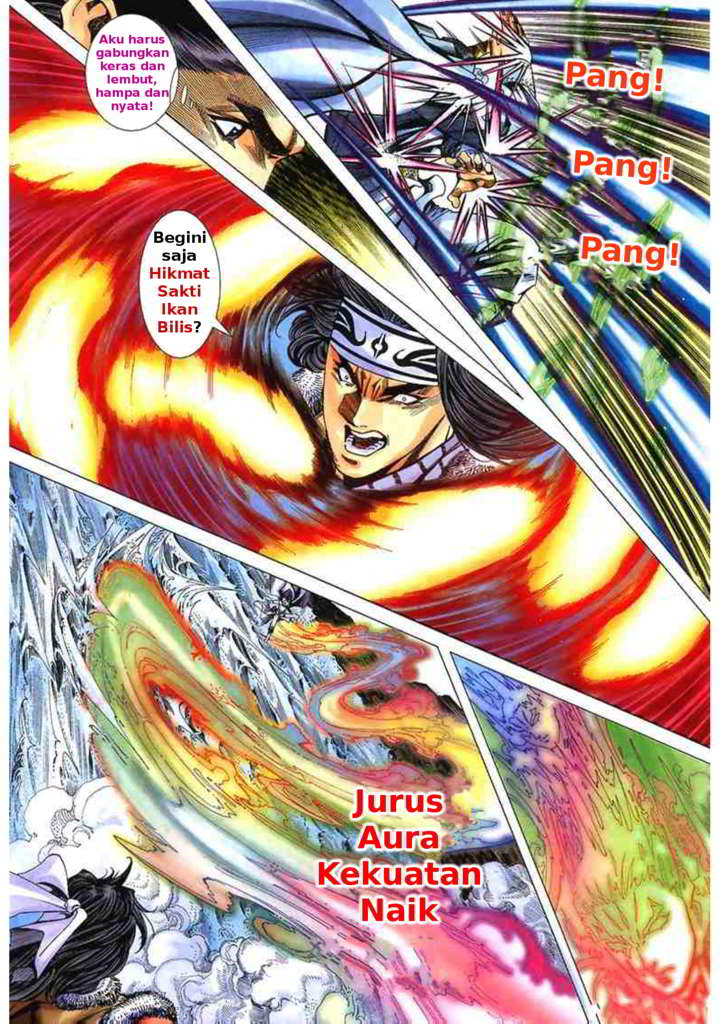 Aku harus
gabungkan
keras dan
lembut,
hampa dan
nyata!
Pang!
Pang!
Pang!
Begini
saja
Hikmat
Sakti
Ikan
Bilis?
Jurus
Aura
Kekuatan
Naik